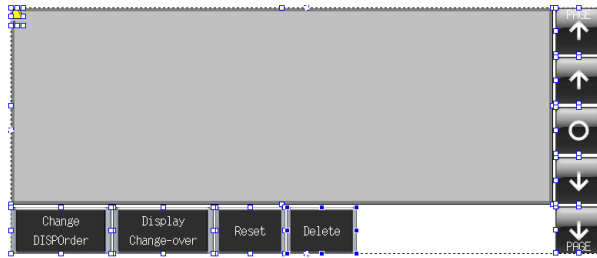 PAGE
Change
DISPOrder
Display
Change-over
Reset
Delete
PAGE